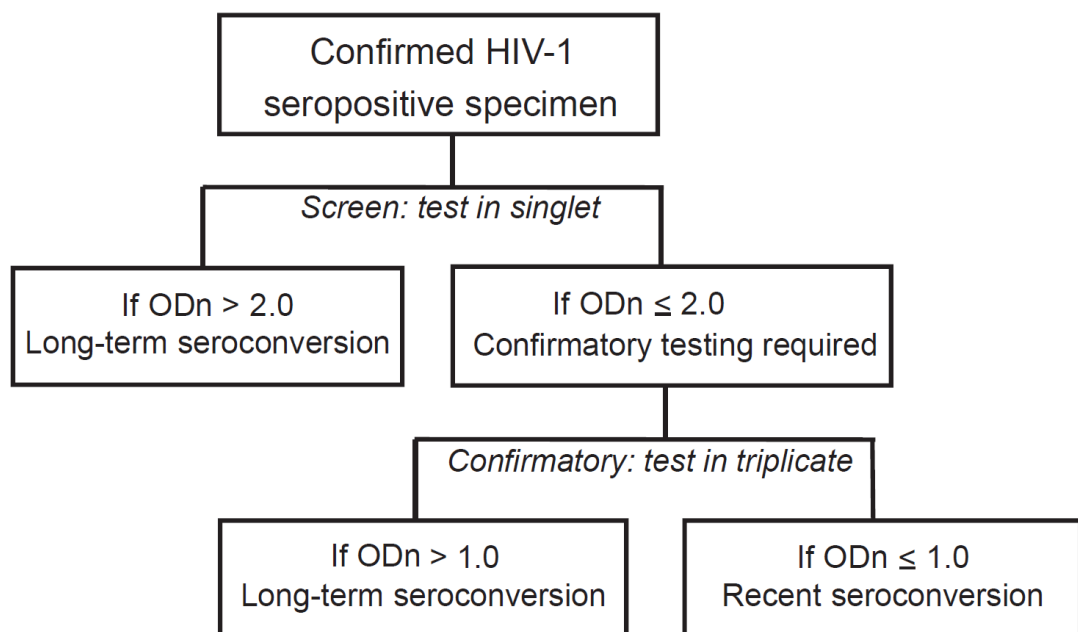 Confirmed HIV-1
seropositive specimen
Screen: test in singlet
If ODn > 2.0
Long-term seroconversion
If ODn ≤ 2.0
Confirmatory testing required
Confirmatory: test in triplicate
If ODn > 1.0
Long-term seroconversion
If ODn ≤ 1.0
Recent seroconversion